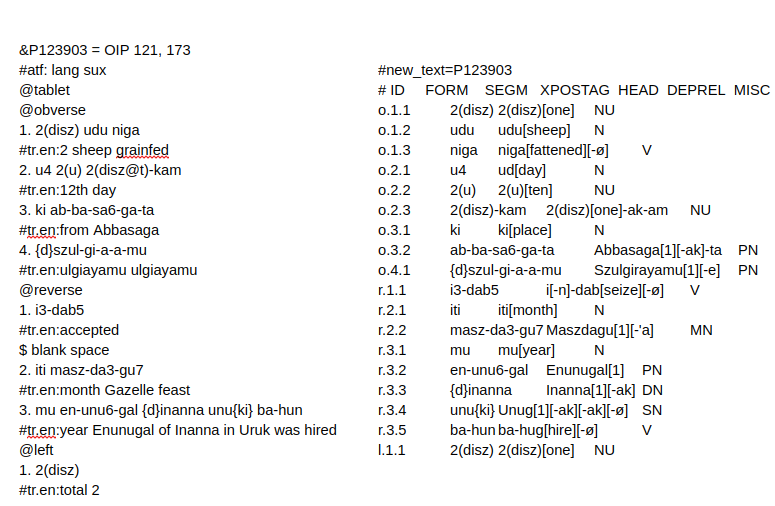 &P123903 = OIP 121, 173
#atf: lang sux
@tablet
@obverse
1. 2(disz) udu niga
#tr.en:2 sheep grainfed
2. u4 2(u) 2(disz@t)-kam
#tr.en:12th day
3. ki ab-ba-sa6-ga-ta
#tr.en:from Abbasaga
4. {d}szul-gi-a-a-mu
#tr.en:ulgiayamu ulgiayamu
@reverse
1. i3-dab5
#tr.en:accepted
$ blank space
2. iti masz-da3-gu7
#tr.en:month Gazelle feast
3. mu en-unu6-gal {d}inanna unu{ki} ba-hun
#tr.en:year Enunugal of Inanna in Uruk was hired
@left
1. 2(disz)
#tr.en:total 2
#new_text=P123903
# ID FORM SEGM XPOSTAG HEAD DEPREL MISC
o.1.1 2(disz) 2(disz)[one] NU
o.1.2 udu udu[sheep] N
o.1.3 niga niga[fattened][-ø] V
o.2.1 u4 ud[day] N
o.2.2 2(u) 2(u)[ten] NU
o.2.3 2(disz)-kam 2(disz)[one]-ak-am NU
o.3.1 ki ki[place] N
o.3.2 ab-ba-sa6-ga-ta Abbasaga[1][-ak]-ta PN
o.4.1 {d}szul-gi-a-a-mu Szulgirayamu[1][-e] PN
r.1.1 i3-dab5 i[-n]-dab[seize][-ø] V
r.2.1 iti iti[month] N
r.2.2 masz-da3-gu7 Maszdagu[1][-'a] MN
r.3.1 mu mu[year] N
r.3.2 en-unu6-gal Enunugal[1] PN
r.3.3 {d}inanna Inanna[1][-ak] DN
r.3.4 unu{ki} Unug[1][-ak][-ak][-ø] SN
r.3.5 ba-hun ba-hug[hire][-ø] V
l.1.1 2(disz) 2(disz)[one] NU